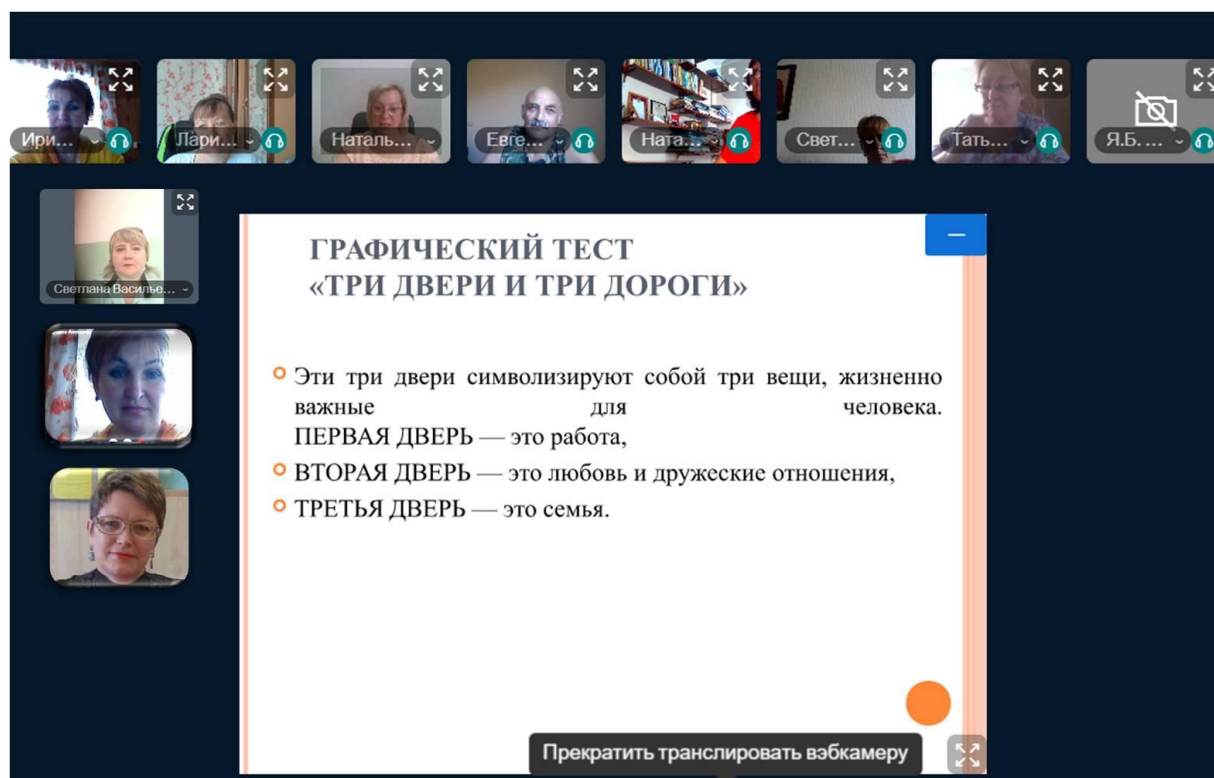 Ири...
Лари...
Наталь...
Евге...
Ната...
Свет...
Тать...
Я.Б. ...
Светлана Василье...
ГРАФИЧЕСКИЙ ТЕСТ
«ТРИ ДВЕРИ И ТРИ ДОРОГИ»
Эти три двери символизируют собой три вещи, жизненно
важные для человека.
ПЕРВАЯ ДВЕРЬ — это работа,
ВТОРАЯ ДВЕРЬ — это любовь и дружеские отношения,
ТРЕТЬЯ ДВЕРЬ — это семья.
Прекратить транслировать вэбкамеру